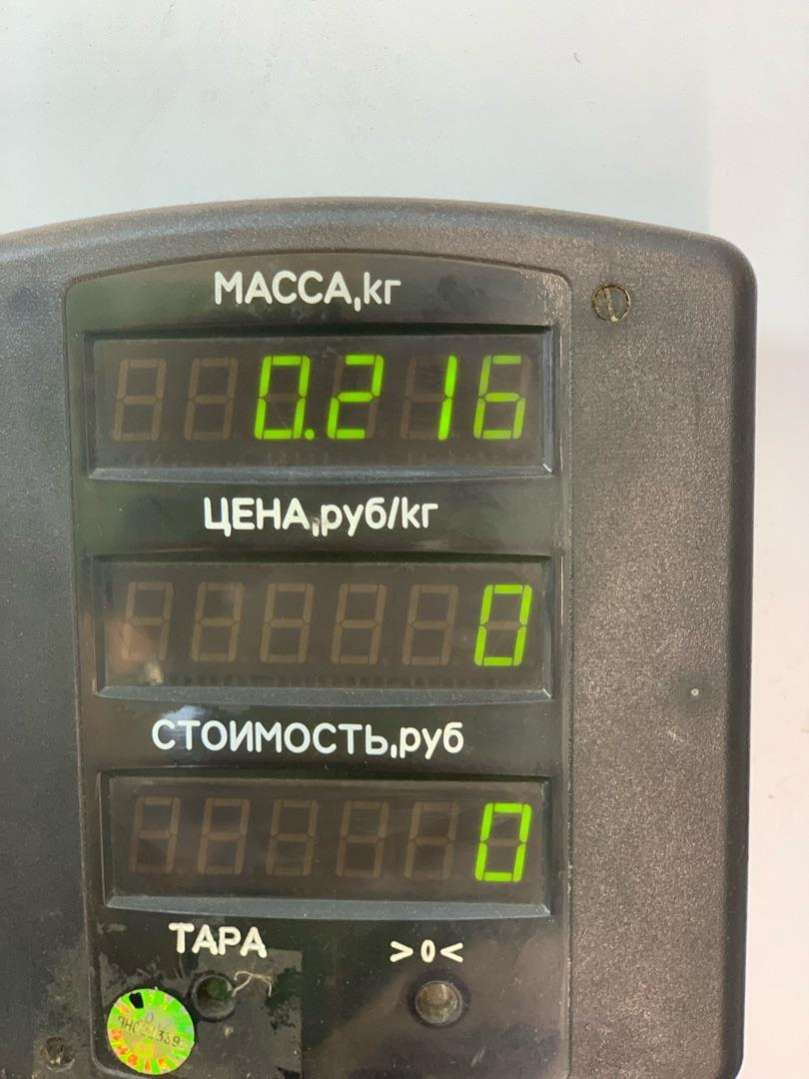 МАССА,кг
0.216
ЦЕНА,руб/кг
0
СТОИМОСТЬ,руб
0
ТАРА >0<